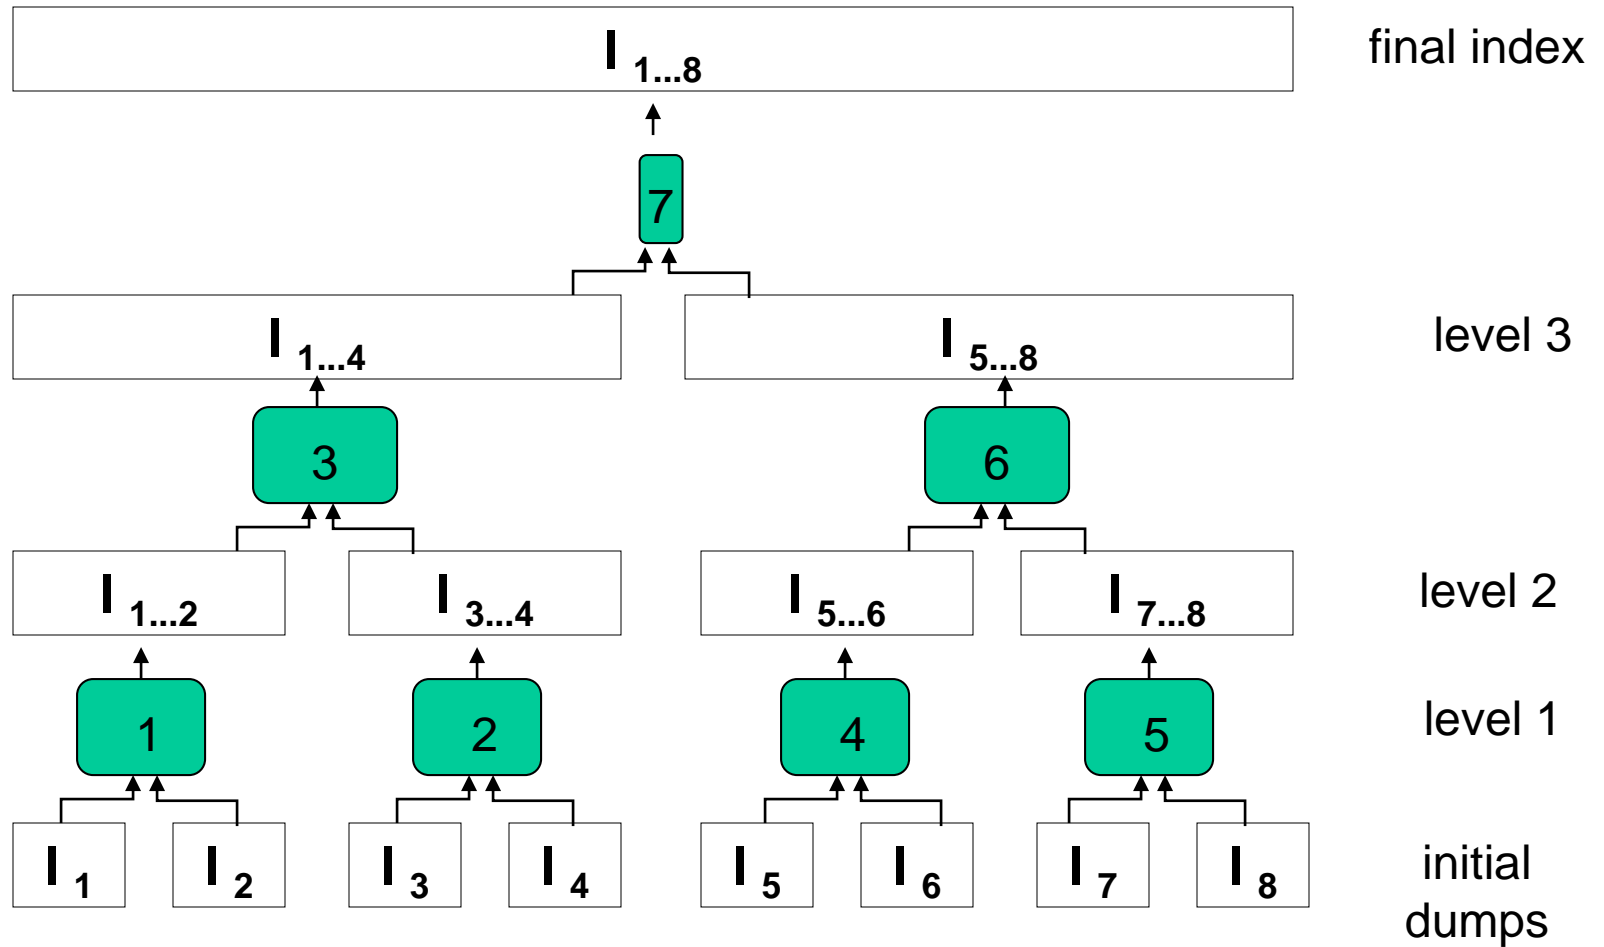 I 1...8 final index
7
I 1...4 I 5...8 level 3
3 6
I 1...2 I 3...4 I 5...6 I 7...8 level 2
1 2 4 5 level 1
I 1 I 2 I 3 I 4 I 5 I 6 I 7 I 8 initial
dumps